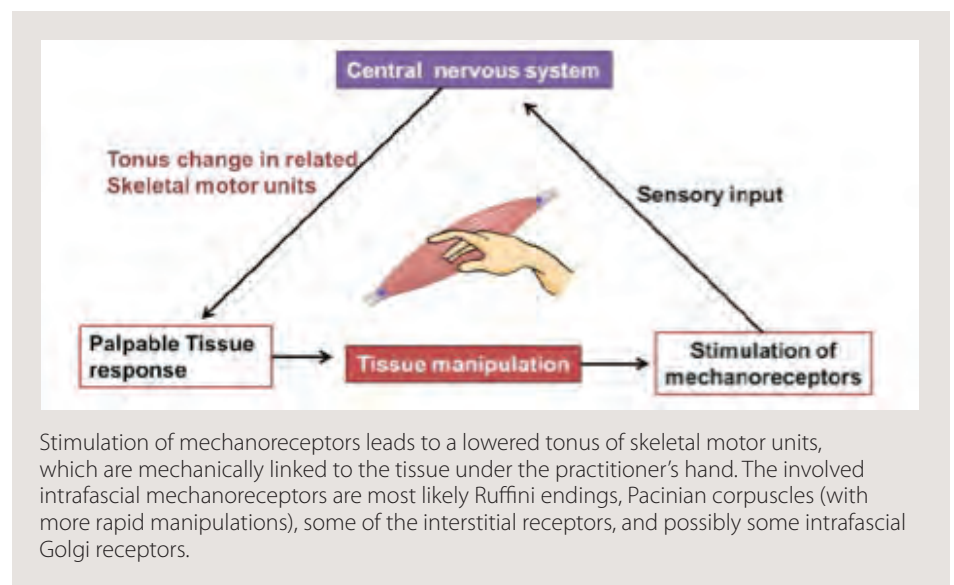 Central nervous system
Tonus change in related
Skeletal motor units
Sensory input
Palpable Tissue
response
Tissue manipulation
Stimulation of
mechanoreceptors
Stimulation of mechanoreceptors leads to a lowered tonus of skeletal motor units,
which are mechanically linked to the tissue under the practitioner’s hand. The involved
intrafascial mechanoreceptors are most likely Ruffini endings, Pacinian corpuscles (with
more rapid manipulations), some of the interstitial receptors, and possibly some intrafascial
Golgi receptors.